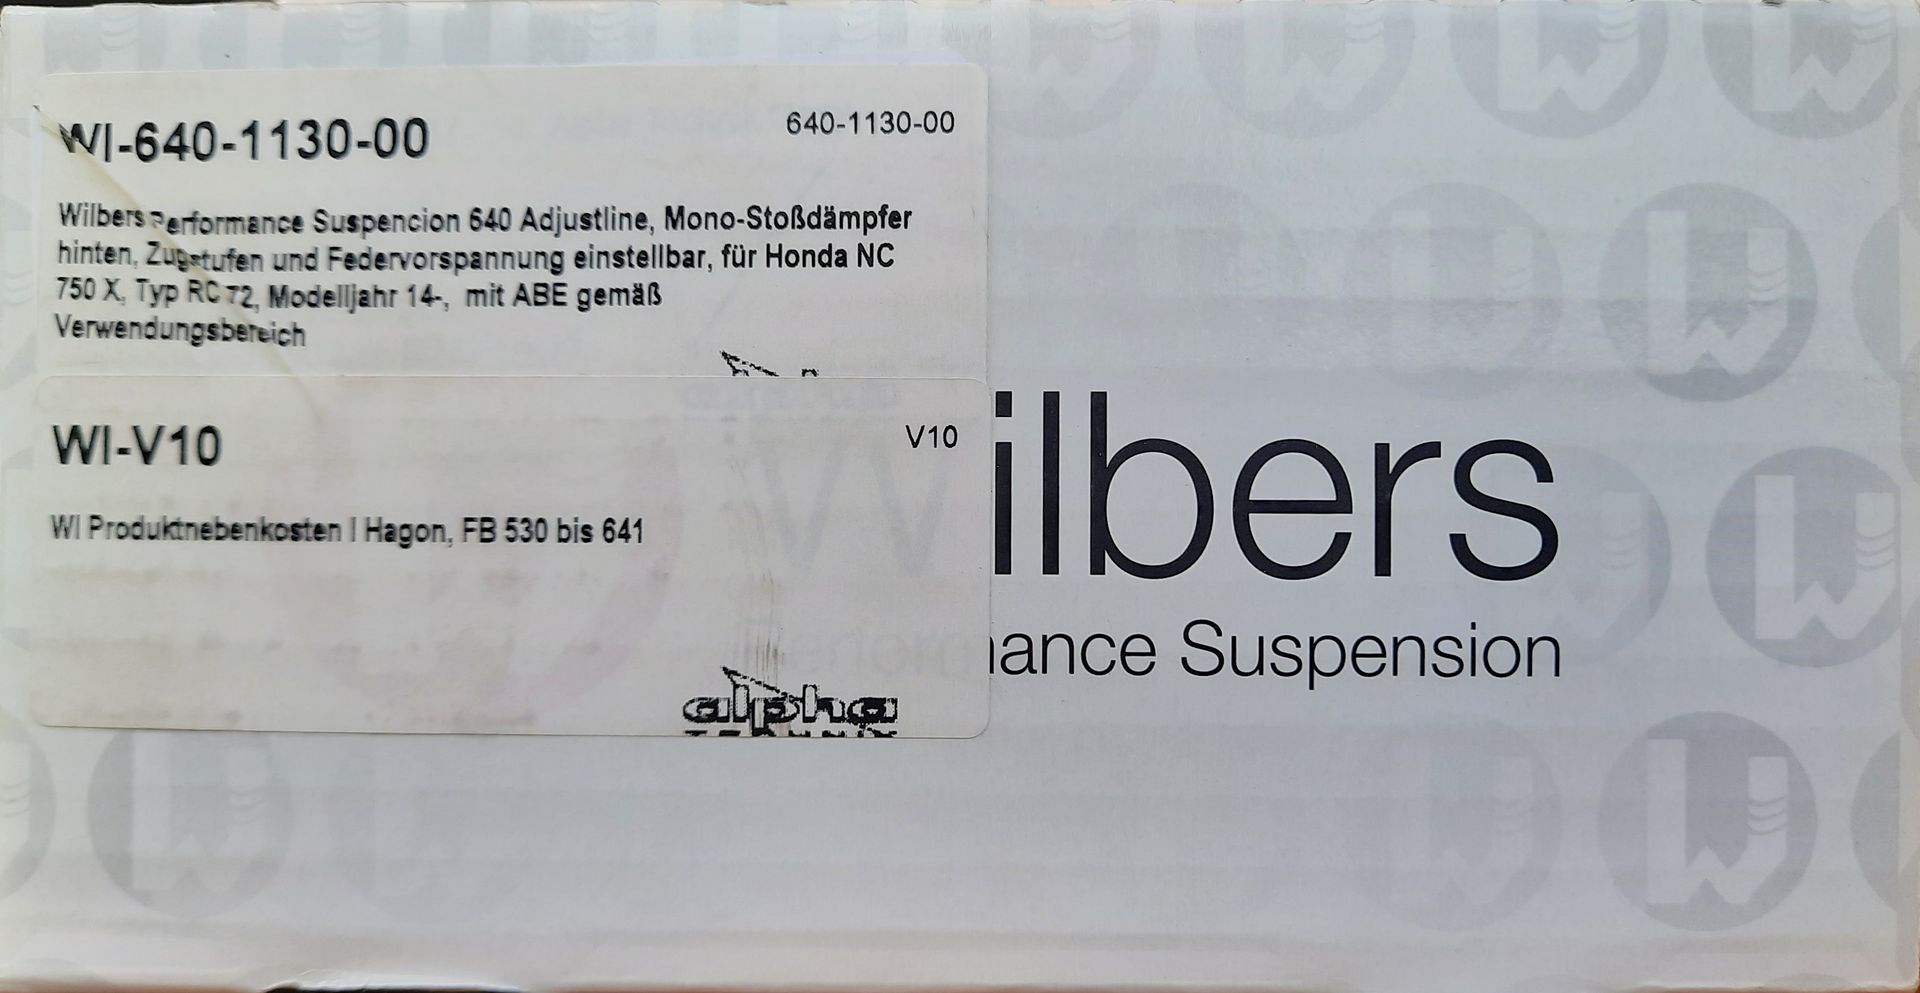 WI-640-1130-00
640-1130-00
Wilbers Performance Suspencion 640 Adjustline, Mono-Stoßdämpfer
hinten, Zugstufen und Federvorspannung einstellbar, für Honda NC
750 X, Typ RC 72, Modelljahr 14-, mit ABE gemäß
Verwendungsbereich
WI-V10
V10
WI Produktnebenkosten I Hagon, FB 530 bis 641
alpha
Wilbers
Performance Suspension